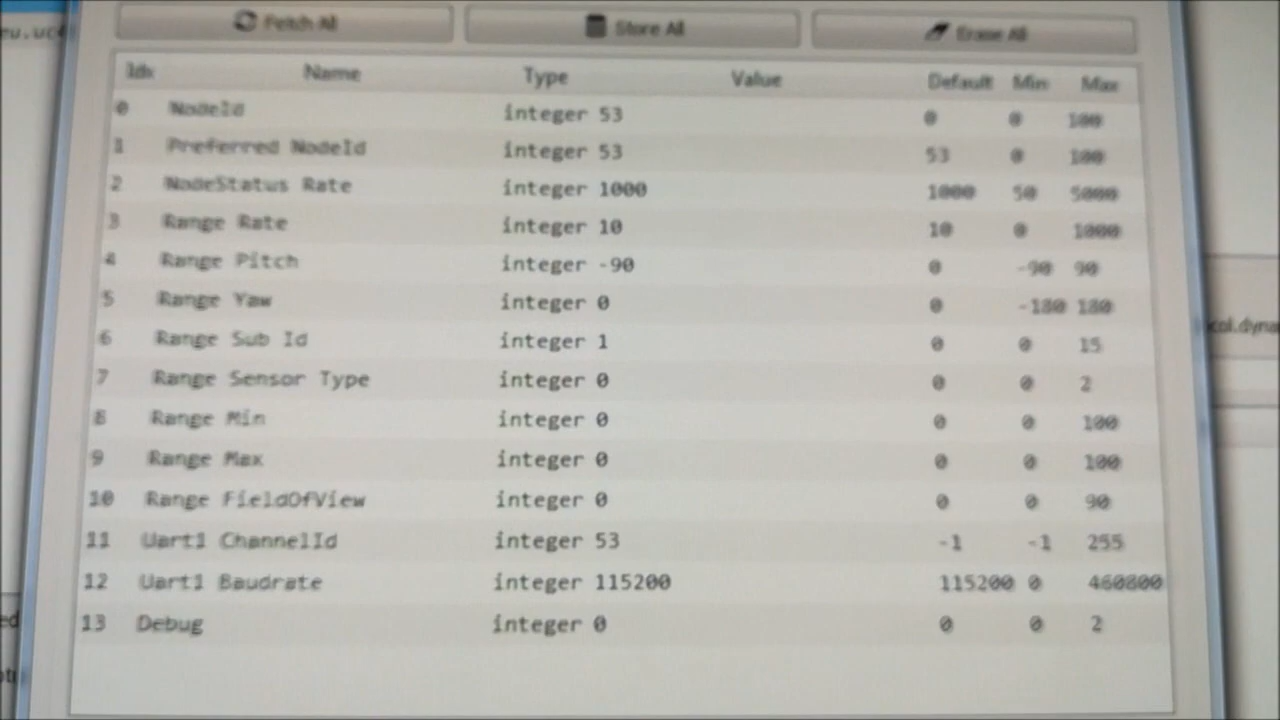 Fetch All Store All Erase All
Idx Name Type Value Default Min Max
0 NodeId integer 53 0 0 100
1 Preferred NodeId integer 53 53 0 100
2 NodeStatus Rate integer 1000 1000 50 5000
3 Range Rate integer 10 10 0 1000
4 Range Pitch integer -90 0 -90 90
5 Range Yaw integer 0 0 -180 180
6 Range Sub Id integer 1 0 0 15
7 Range Sensor Type integer 0 0 0 2
8 Range Min integer 0 0 0 100
9 Range Max integer 0 0 0 100
10 Range FieldOfView integer 0 0 0 90
11 Uart1 ChannelId integer 53 -1 -1 255
12 Uart1 Baudrate integer 115200 115200 0 460800
13 Debug integer 0 0 0 2